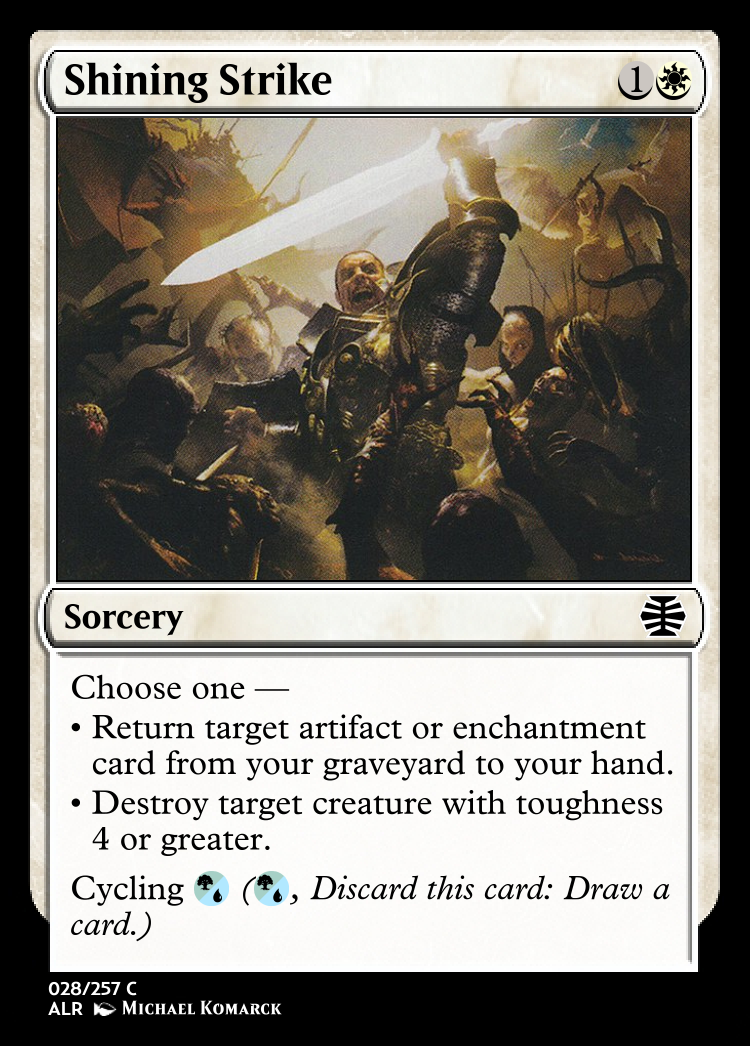 Shining Strike 1
Sorcery
Choose one —
• Return target artifact or enchantment
card from your graveyard to your hand.
• Destroy target creature with toughness
4 or greater.
Cycling (, Discard this card: Draw a
card.)
028/257 C
ALR Michael Komarck